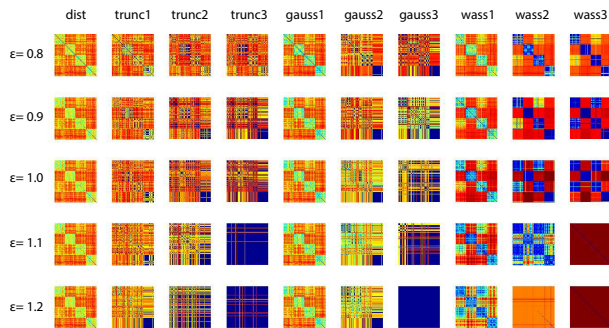 dist trunc1 trunc2 trunc3 gauss1 gauss2 gauss3 wass1 wass2 wass3
ε= 0.8
ε= 0.9
ε= 1.0
ε= 1.1
ε= 1.2